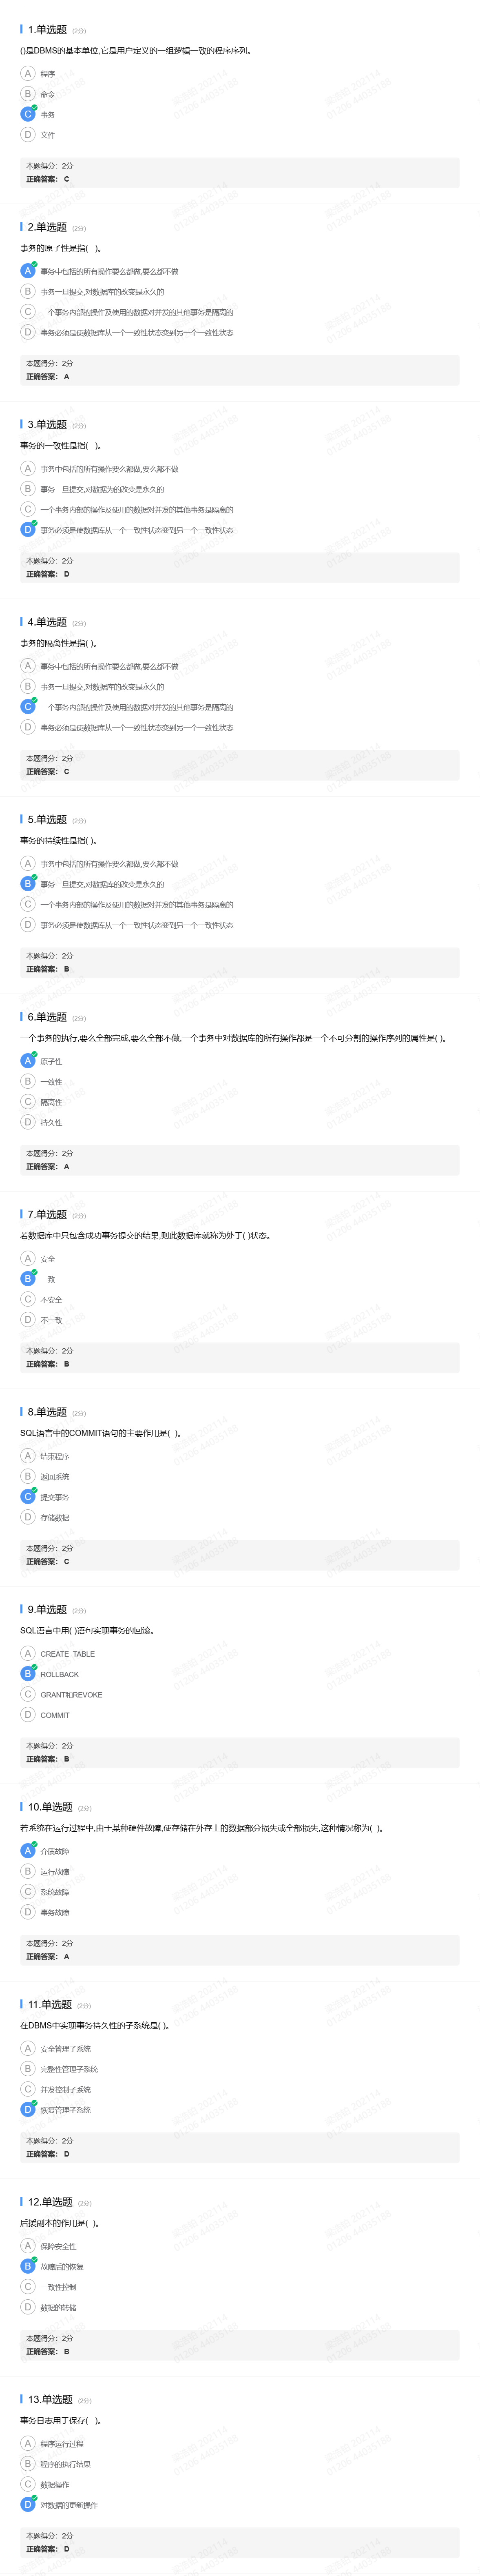 1.单选题 (2分)
()是DBMS的基本单位,它是用户定义的一组逻辑一致的程序序列。
A 程序
B 命令
C 事务
D 文件
本题得分：2分
正确答案： C
2.单选题 (2分)
事务的原子性是指( )。
A 事务中包括的所有操作要么都做,要么都不做
B 事务一旦提交,对数据库的改变是永久的
C 一个事务内部的操作及使用的数据对并发的其他事务是隔离的
D 事务必须是使数据库从一个一致性状态变到另一个一致性状态
本题得分：2分
正确答案： A
3.单选题 (2分)
事务的一致性是指( )。
A 事务中包括的所有操作要么都做,要么都不做
B 事务一旦提交,对数据为的改变是永久的
C 一个事务内部的操作及使用的数据对并发的其他事务是隔离的
D 事务必须是使数据库从一个一致性状态变到另一个一致性状态
本题得分：2分
正确答案： D
4.单选题 (2分)
事务的隔离性是指( )。
A 事务中包括的所有操作要么都做,要么都不做
B 事务一旦提交,对数据库的改变是永久的
C 一个事务内部的操作及使用的数据对并发的其他事务是隔离的
D 事务必须是使数据库从一个一致性状态变到另一个一致性状态
本题得分：2分
正确答案： C
5.单选题 (2分)
事务的持续性是指( )。
A 事务中包括的所有操作要么都做,要么都不做
B 事务一旦提交,对数据库的改变是永久的
C 一个事务内部的操作及使用的数据对并发的其他事务是隔离的
D 事务必须是使数据库从一个一致性状态变到另一个一致性状态
本题得分：2分
正确答案： B
6.单选题 (2分)
一个事务的执行,要么全部完成,要么全部不做,一个事务中对数据库的所有操作都是一个不可分割的操作序列的属性是( )。
A 原子性
B 一致性
C 隔离性
D 持久性
本题得分：2分
正确答案： A
7.单选题 (2分)
若数据库中只包含成功事务提交的结果,则此数据库就称为处于( )状态。
A 安全
B 一致
C 不安全
D 不一致
本题得分：2分
正确答案： B
8.单选题 (2分)
SQL语言中的COMMIT语句的主要作用是( )。
A 结束程序
B 返回系统
C 提交事务
D 存储数据
本题得分：2分
正确答案： C
9.单选题 (2分)
SQL语言中用( )语句实现事务的回滚。
A CREATE TABLE
B ROLLBACK
C GRANT和REVOKE
D COMMIT
本题得分：2分
正确答案： B
10.单选题 (2分)
若系统在运行过程中,由于某种硬件故障,使存储在外存上的数据部分损失或全部损失,这种情况称为( )。
A 介质故障
B 运行故障
C 系统故障
D 事务故障
本题得分：2分
正确答案： A
11.单选题 (2分)
在DBMS中实现事务持久性的子系统是( )。
A 安全管理子系统
B 完整性管理子系统
C 并发控制子系统
D 恢复管理子系统
本题得分：2分
正确答案： D
12.单选题 (2分)
后援副本的作用是( )。
A 保障安全性
B 故障后的恢复
C 一致性控制
D 数据的转储
本题得分：2分
正确答案： B
13.单选题 (2分)
事务日志用于保存( )。
A 程序运行过程
B 程序的执行结果
C 数据操作
D 对数据的更新操作
本题得分：2分
正确答案： D